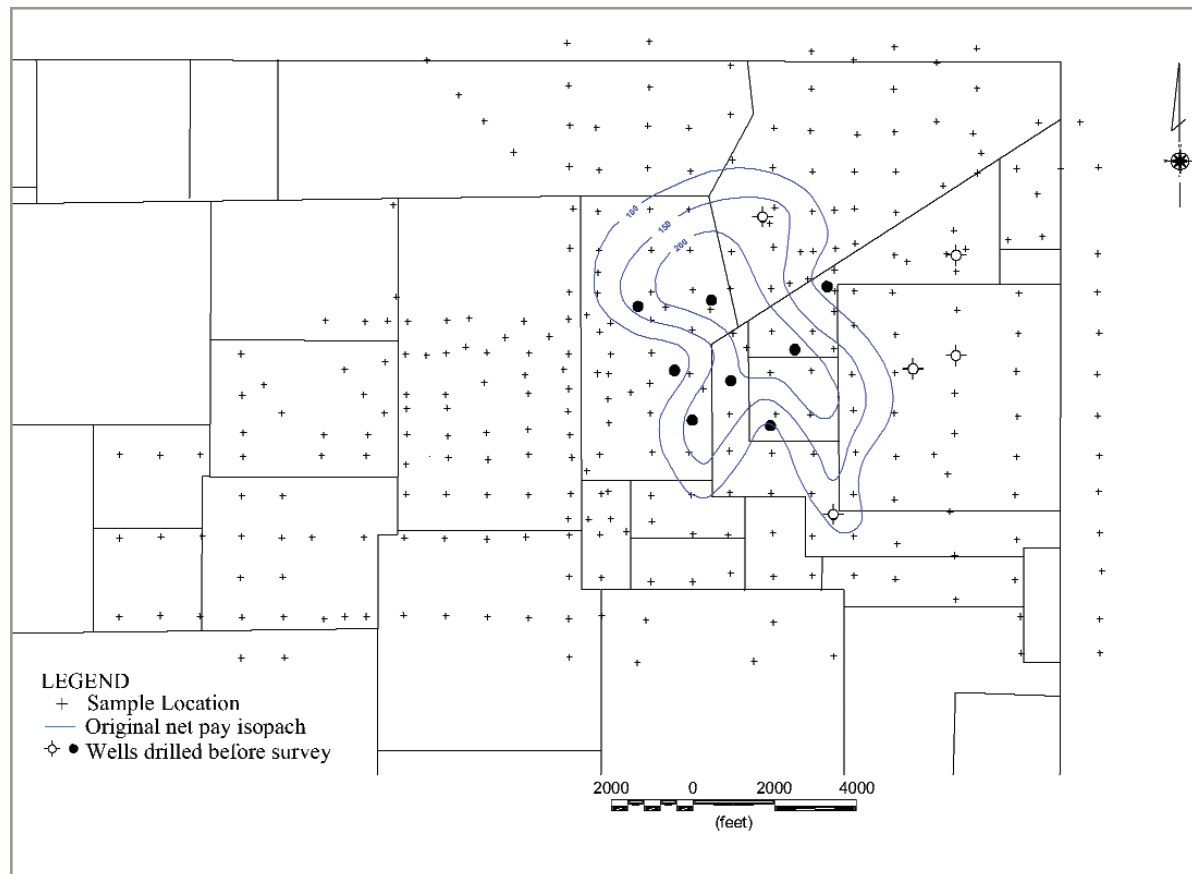 100
150
200
LEGEND
Sample Location
Original net pay isopach
Wells drilled before survey
2000 0 2000 4000
(feet)